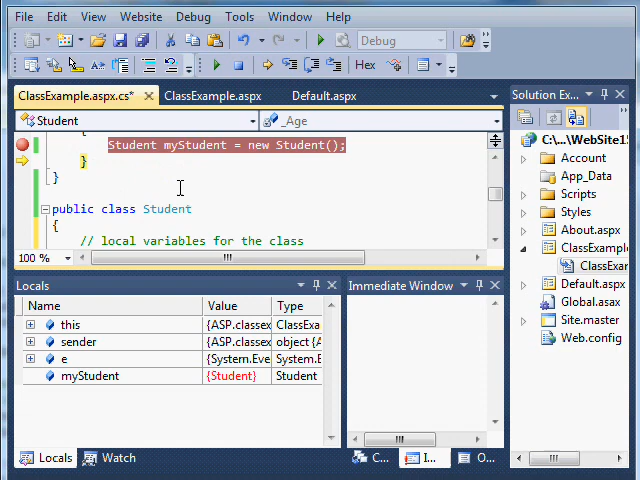 File Edit View Website Debug Tools Window Help
Debug
Hex
ClassExample.aspx.cs* ClassExample.aspx Default.aspx
Student _Age
{
Student myStudent = new Student();
}
}
public class Student
{
// local variables for the class
100 %
Locals
Name Value Type
this {ASP.classex ClassExa
sender {ASP.classex object {A
e {System.Eve System.E
myStudent {Student} Student
Locals Watch
Immediate Window
C... I... O...
Solution Ex...
C:\...\WebSite1
Account
App_Data
Scripts
Styles
About.aspx
ClassExample
ClassExam
Default.aspx
Global.asax
Site.master
Web.config